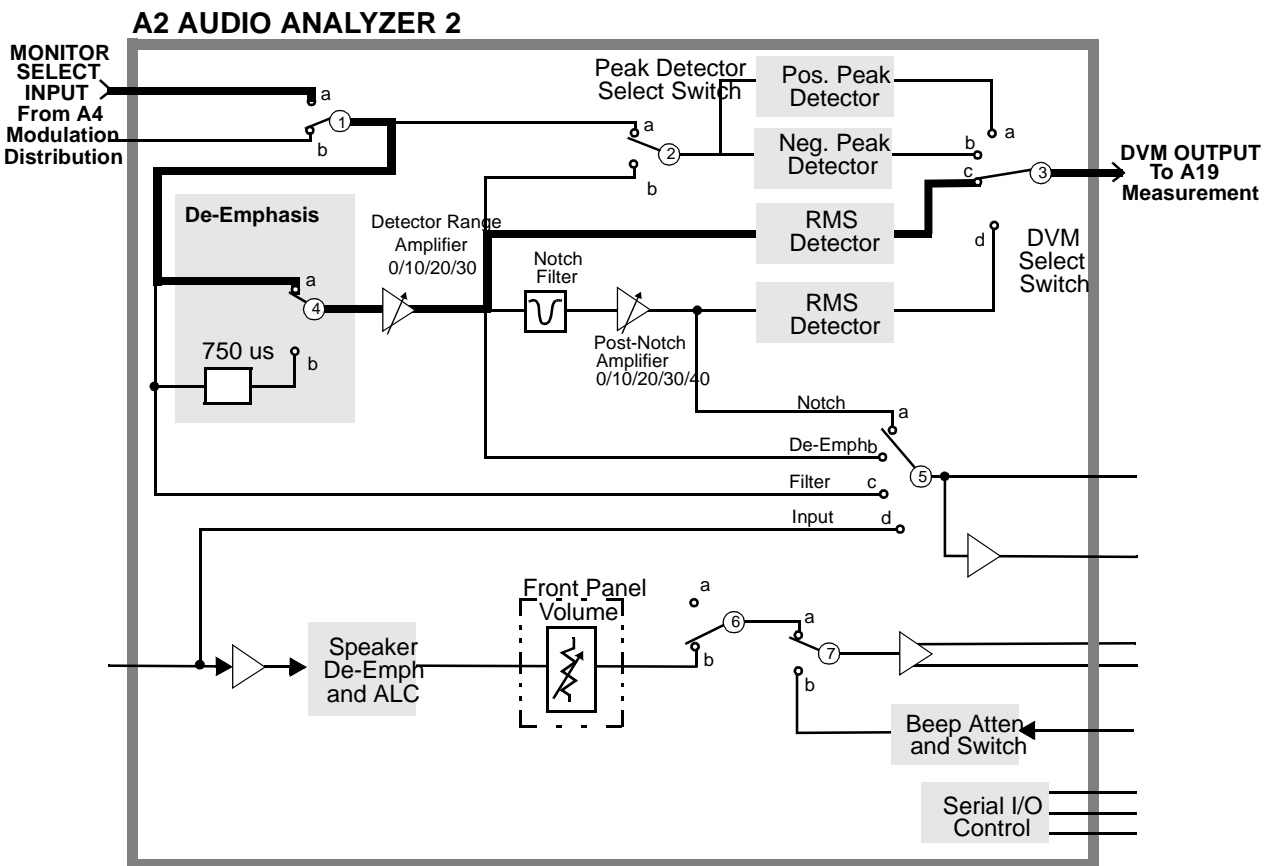 A2 AUDIO ANALYZER 2
MONITOR
SELECT
INPUT
From A4
Modulation
Distribution
a
1
b
Peak Detector
Select Switch
a
2
b
Pos. Peak
Detector
Neg. Peak
Detector
RMS
Detector
RMS
Detector
a
b
c
3
d
DVM
Select
Switch
DVM OUTPUT
To A19
Measurement
De-Emphasis
a
4
750 us
b
Detector Range
Amplifier
0/10/20/30
Notch
Filter
Post-Notch
Amplifier
0/10/20/30/40
Notch
a
De-Emph
b
5
Filter
c
Input
d
Speaker
De-Emph
and ALC
Front Panel
Volume
a
6
b
a
7
b
Beep Atten
and Switch
Serial I/O
Control